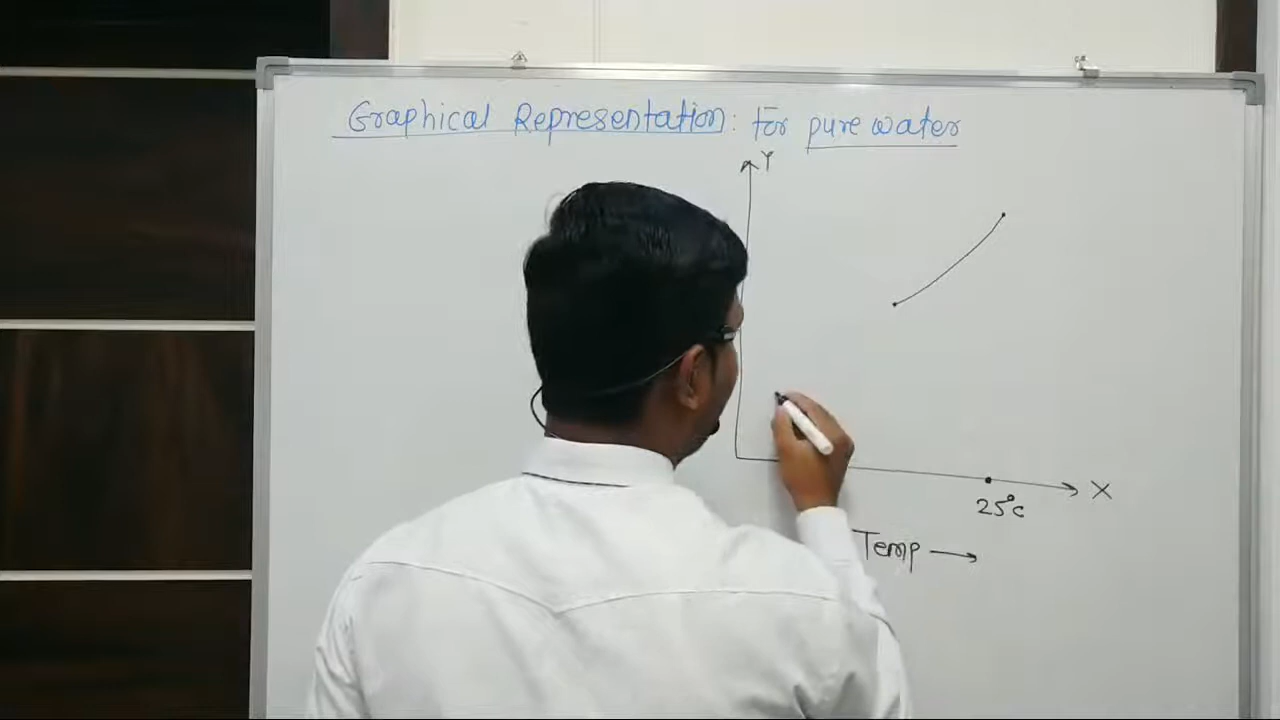 Graphical Representation: For pure water
Y
X
25°C
Temp →